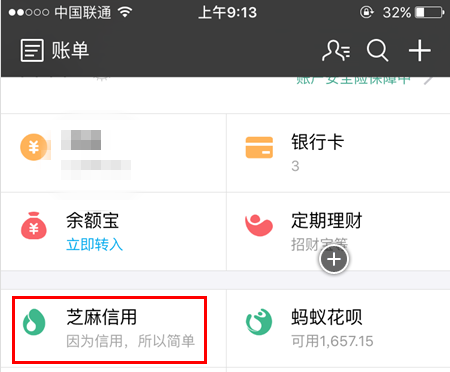 中国联通 上午9:13 32%
账单
账户安全险保障中
银行卡
3
余额宝 定期理财
立即转入 招财宝等
芝麻信用 蚂蚁花呗
因为信用，所以简单 可用1,657.15